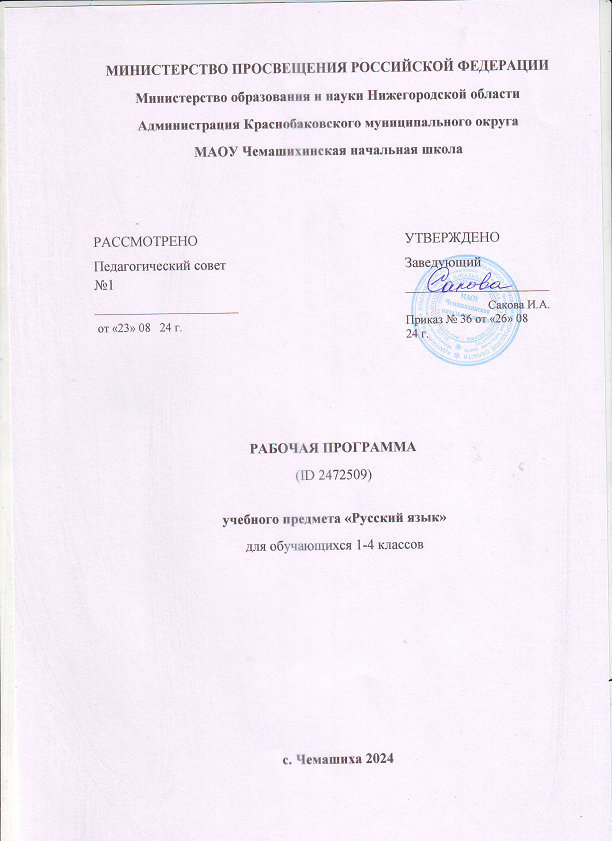 МИНИСТЕРСТВО ПРОСВЕЩЕНИЯ РОССИЙСКОЙ ФЕДЕРАЦИИ
Министерство образования и науки Нижегородской области
Администрация Краснобаковского муниципального округа
МАОУ Чемашихинская начальная школа
РАССМОТРЕНО
Педагогический совет
№1
от «23» 08 24 г.
УТВЕРЖДЕНО
Заведующий
Сакова
Сакова И.А.
Приказ № 36 от «26» 08
24 г.
МАОУ
Чемашихинская
РАБОЧАЯ ПРОГРАММА
(ID 2472509)
учебного предмета «Русский язык»
для обучающихся 1-4 классов
с. Чемашиха 2024